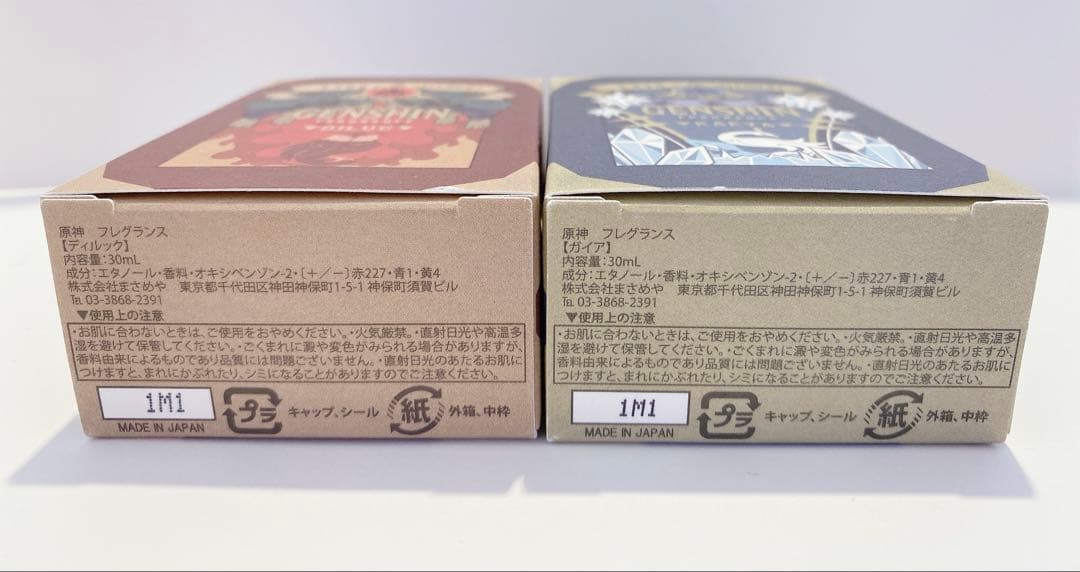 GENSHIN
DILUC
原神　フレグランス
【ディルック】
内容量：30mL
成分：エタノール・香料・オキシベンゾン-2・〔＋／－〕赤227・青1・黄4
株式会社まさめや　東京都千代田区神田神保町1-5-1 神保町須賀ビル
℡ 03-3868-2391
▼使用上の注意
・お肌に合わないときは、ご使用をおやめください。・火気厳禁。・直射日光や高温多
湿を避けて保管してください。・ごくまれに澱や変色がみられる場合がありますが、
香料由来によるものであり品質には問題ございません。・直射日光のあたるお肌に
つけますと、まれにかぶれたり、シミになることがありますのでご注意ください。
1M1
MADE IN JAPAN
プラ
キャップ、シール
紙
外箱、中枠
GENSHIN
KAEYA
原神　フレグランス
【ガイア】
内容量：30mL
成分：エタノール・香料・オキシベンゾン-2・〔＋／－〕赤227・青1・黄4
株式会社まさめや　東京都千代田区神田神保町1-5-1 神保町須賀ビル
℡ 03-3868-2391
▼使用上の注意
・お肌に合わないときは、ご使用をおやめください。・火気厳禁。・直射日光や高温多
湿を避けて保管してください。・ごくまれに澱や変色がみられる場合がありますが、
香料由来によるものであり品質には問題ございません。・直射日光のあたるお肌に
つけますと、まれにかぶれたり、シミになることがありますのでご注意ください。
1M1
MADE IN JAPAN
プラ
キャップ、シール
紙
外箱、中枠